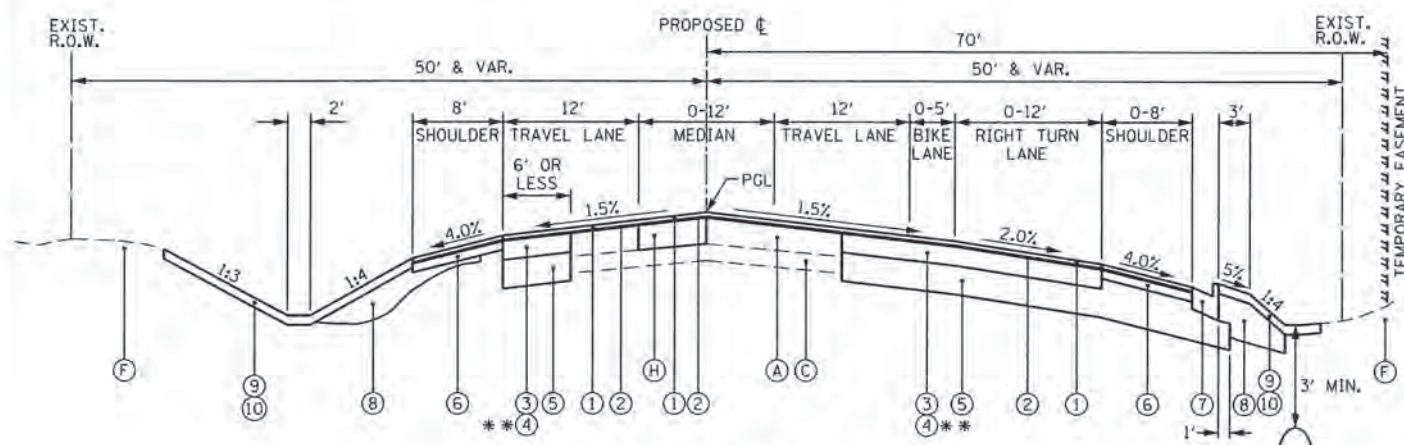 EXIST.
R.O.W.
PROPOSED ℄
EXIST.
R.O.W.
70'
50' & VAR.
50' & VAR.
2'
8'
12'
0-12'
12'
0-5'
0-12'
0-8'
3'
SHOULDER
TRAVEL LANE
MEDIAN
TRAVEL LANE
BIKE
LANE
RIGHT TURN
LANE
SHOULDER
6' OR
LESS
PGL
TEMPORARY EASEMENT
1:3
1:4
4.0%
1.5%
1.5%
2.0%
4.0%
5%
1:4
F
9
10
8
6
3
**4
5
1
2
H
1
2
A
C
3
4**
5
2
1
6
7
8
9
10
1'
3' MIN.
F